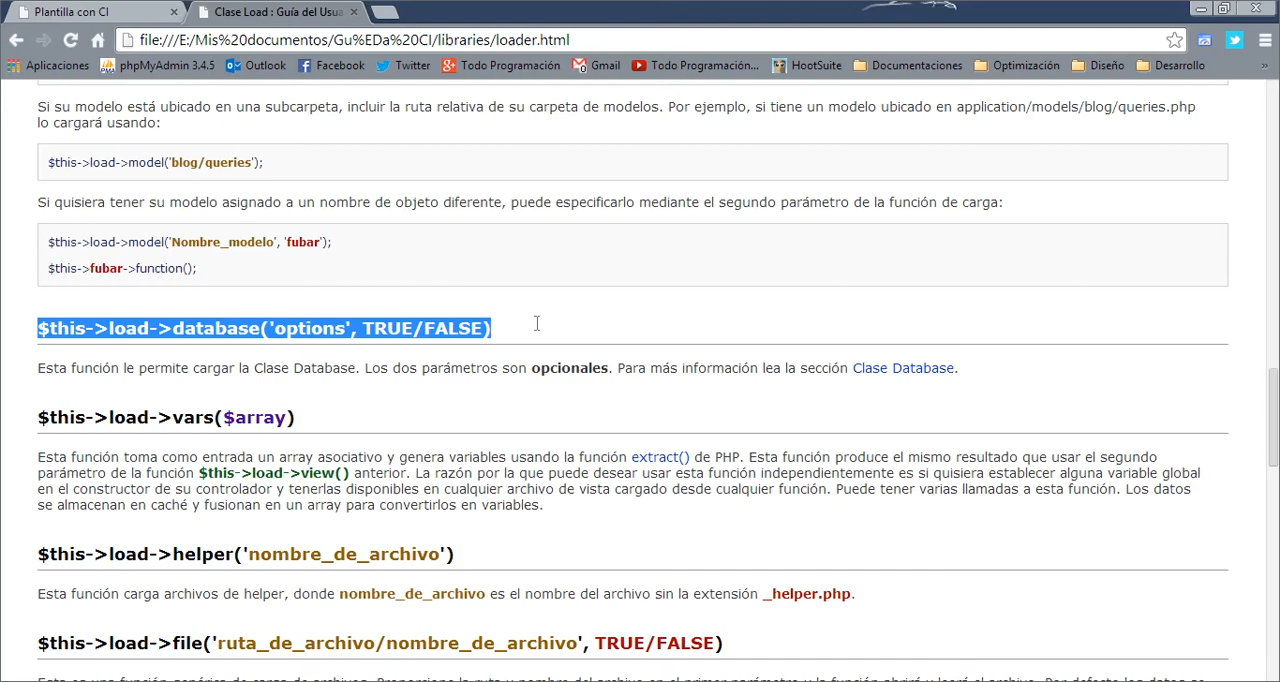 Plantilla con CI
Clase Load : Guía del Usua
file:///E:/Mis%20documentos/Gu%EDa%20CI/libraries/loader.html
Aplicaciones phpMyAdmin 3.4.5 Outlook Facebook Twitter Todo Programación Gmail Todo Programación... HootSuite Documentaciones Optimización Diseño Desarrollo »
Si su modelo está ubicado en una subcarpeta, incluir la ruta relativa de su carpeta de modelos. Por ejemplo, si tiene un modelo ubicado en application/models/blog/queries.php
lo cargará usando:
$this->load->model('blog/queries');
Si quisiera tener su modelo asignado a un nombre de objeto diferente, puede especificarlo mediante el segundo parámetro de la función de carga:
$this->load->model('Nombre_modelo', 'fubar');
$this->fubar->function();
$this->load->database('options', TRUE/FALSE)
Esta función le permite cargar la Clase Database. Los dos parámetros son opcionales. Para más información lea la sección Clase Database.
$this->load->vars($array)
Esta función toma como entrada un array asociativo y genera variables usando la función extract() de PHP. Esta función produce el mismo resultado que usar el segundo
parámetro de la función $this->load->view() anterior. La razón por la que puede desear usar esta función independientemente es si quisiera establecer alguna variable global
en el constructor de su controlador y tenerlas disponibles en cualquier archivo de vista cargado desde cualquier función. Puede tener varias llamadas a esta función. Los datos
se almacenan en caché y fusionan en un array para convertirlos en variables.
$this->load->helper('nombre_de_archivo')
Esta función carga archivos de helper, donde nombre_de_archivo es el nombre del archivo sin la extensión _helper.php.
$this->load->file('ruta_de_archivo/nombre_de_archivo', TRUE/FALSE)